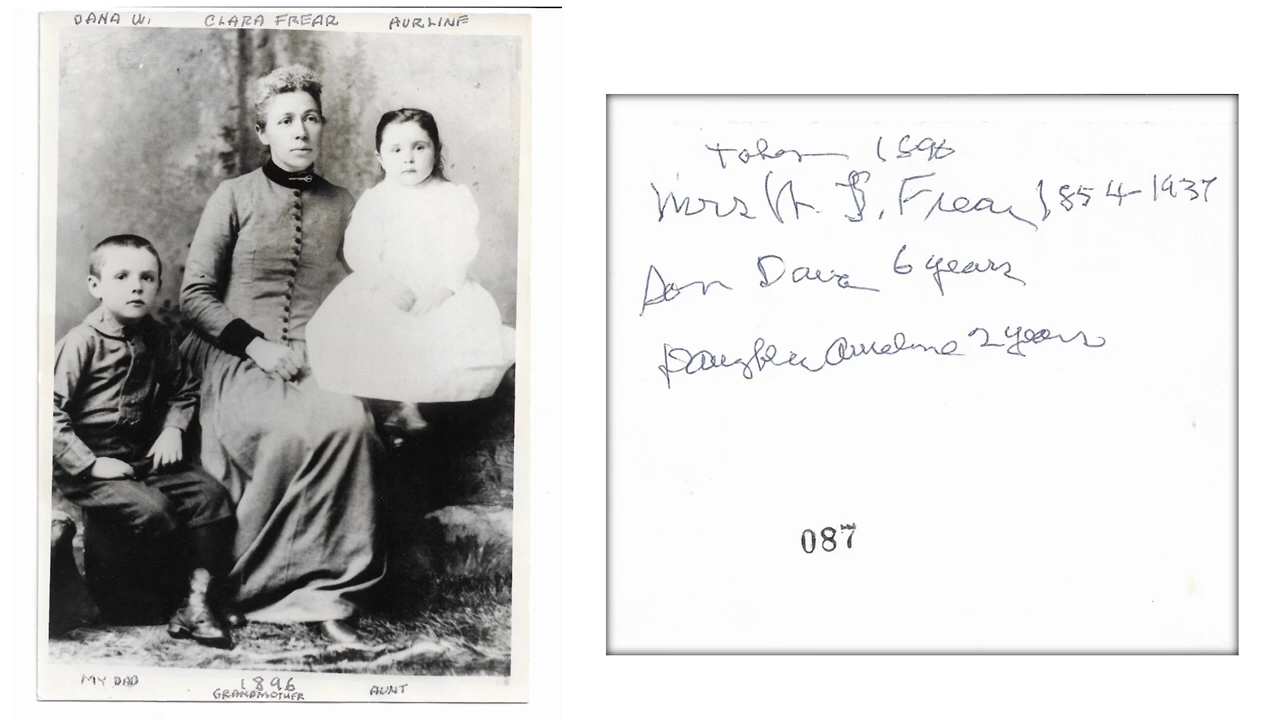 DANA W. CLARA FREAR AURLINE
MY DAD 1896 AUNT
GRANDMOTHER
taken 1896
Mrs A. B. Frear 1854-1937
Son Dana 6 years
Daughter Aureline 2 years
087